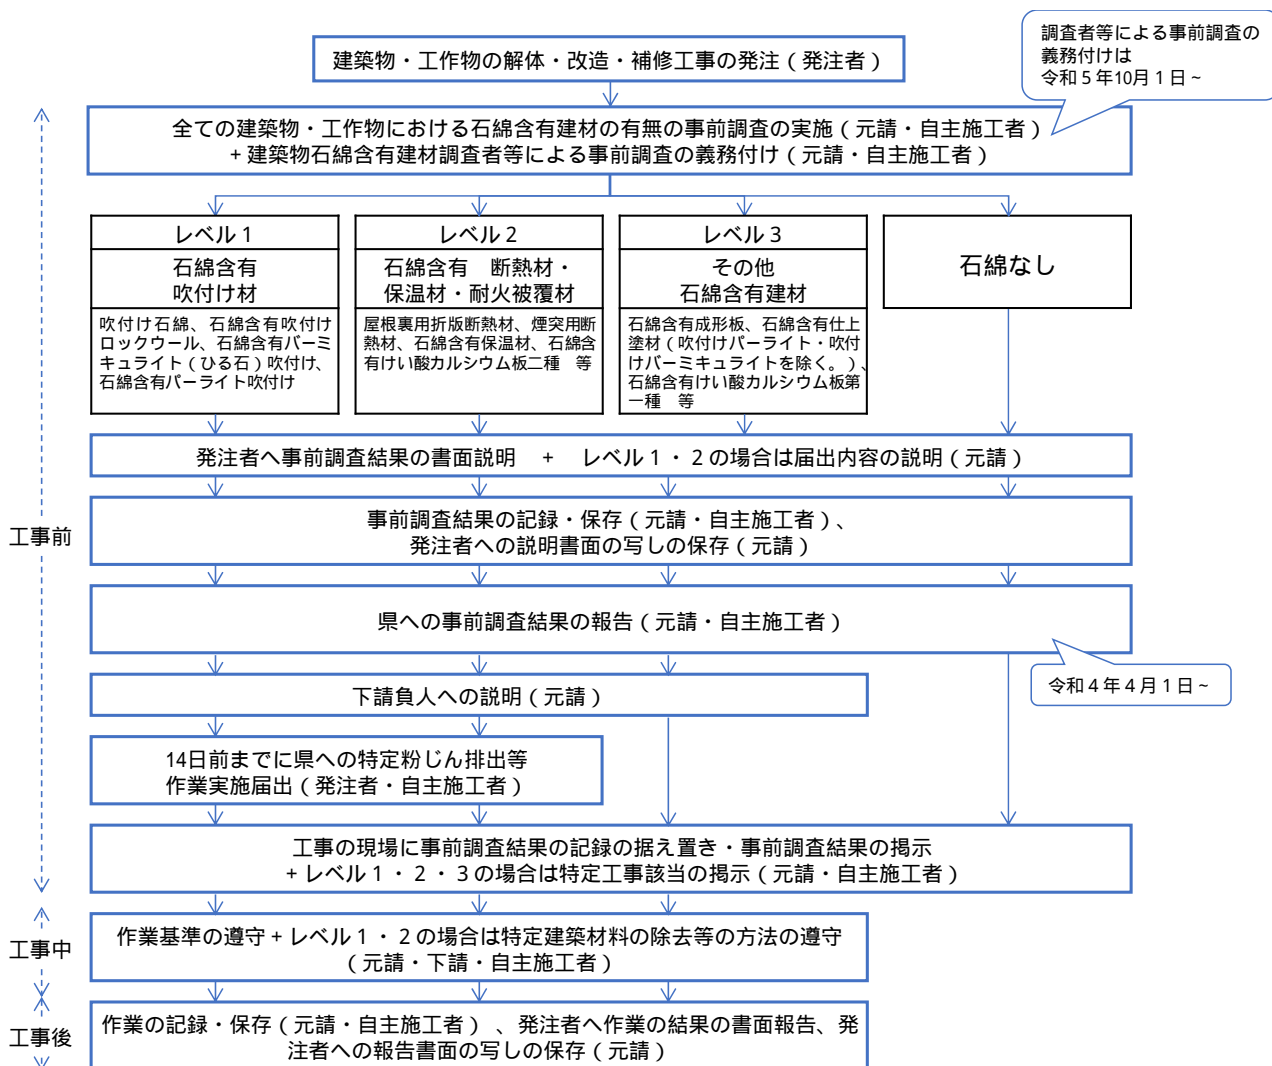 調査者等による事前調査の
義務付けは
令和５年10月１日～
建築物・工作物の解体・改造・補修工事の発注（発注者）
全ての建築物・工作物における石綿含有建材の有無の事前調査の実施（元請・自主施工者）
＋建築物石綿含有建材調査者等による事前調査の義務付け（元請・自主施工者）
レベル１
石綿含有
吹付け材
吹付け石綿、石綿含有吹付け
ロックウール、石綿含有バーミ
キュライト（ひる石）吹付け、
石綿含有パーライト吹付け
レベル２
石綿含有　断熱材・
保温材・耐火被覆材
屋根裏用折版断熱材、煙突用断
熱材、石綿含有保温材、石綿含
有けい酸カルシウム板二種　等
レベル３
その他
石綿含有建材
石綿含有成形板、石綿含有仕上
塗材（吹付けパーライト・吹付
けバーミキュライトを除く。）、
石綿含有けい酸カルシウム板第
一種　等
石綿なし
発注者へ事前調査結果の書面説明　＋　レベル１・２の場合は届出内容の説明（元請）
工事前
事前調査結果の記録・保存（元請・自主施工者）、
発注者への説明書面の写しの保存（元請）
県への事前調査結果の報告（元請・自主施工者）
令和４年４月１日～
下請負人への説明（元請）
14日前までに県への特定粉じん排出等
作業実施届出（発注者・自主施工者）
工事の現場に事前調査結果の記録の据え置き・事前調査結果の掲示
＋レベル１・２・３の場合は特定工事該当の掲示（元請・自主施工者）
工事中
作業基準の遵守＋レベル１・２の場合は特定建築材料の除去等の方法の遵守
（元請・下請・自主施工者）
工事後
作業の記録・保存（元請・自主施工者）、発注者へ作業の結果の書面報告、発
注者への報告書面の写しの保存（元請）